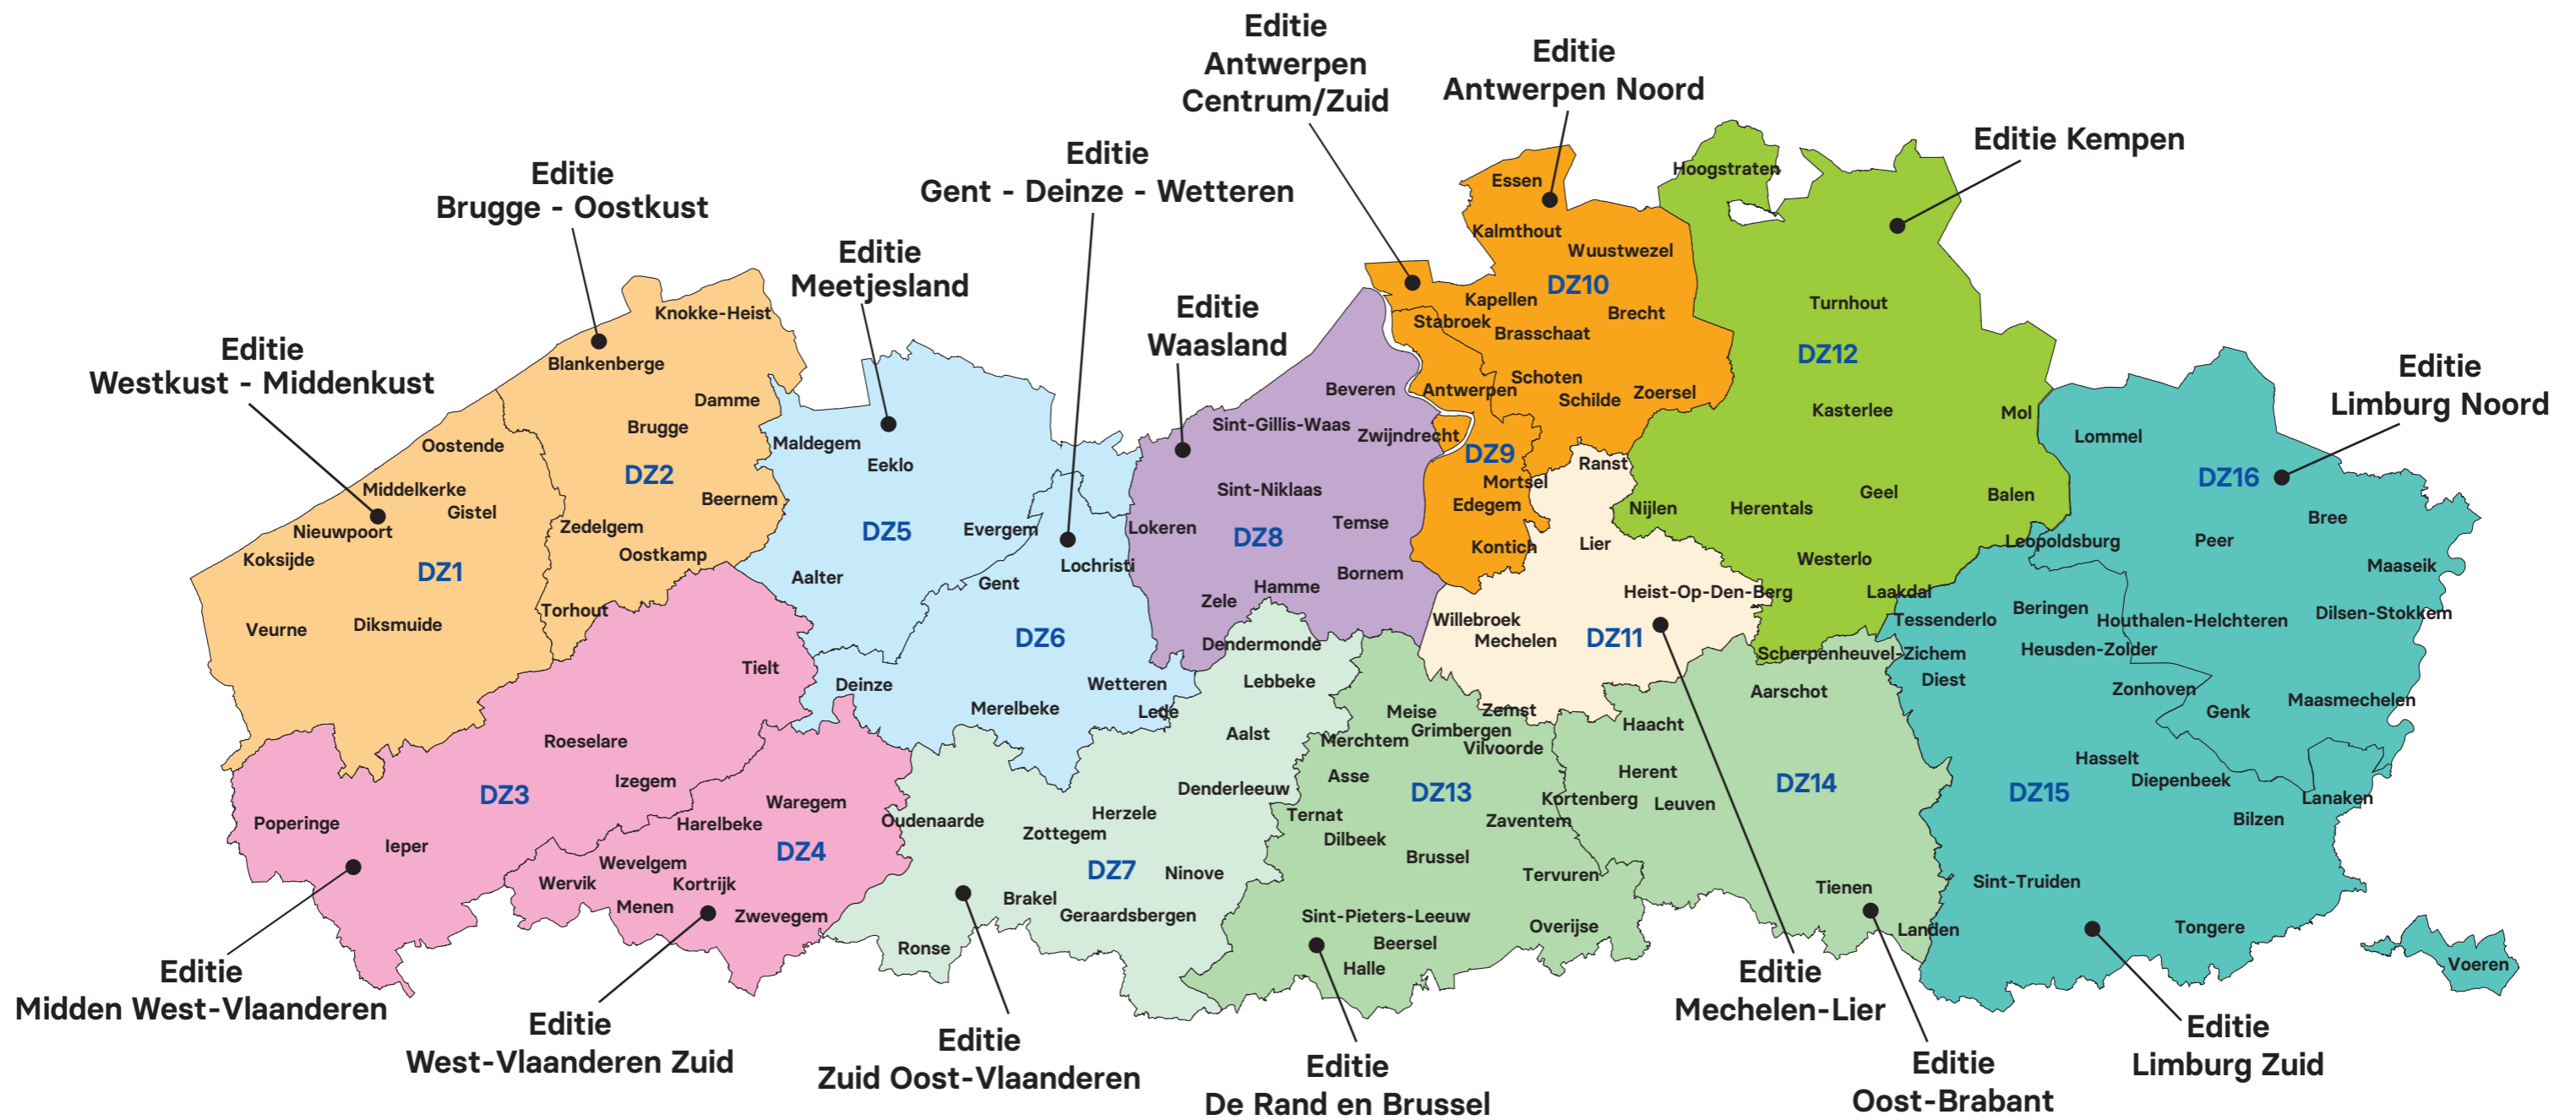 Editie
Antwerpen
Centrum/Zuid
Editie
Antwerpen Noord
Editie Kempen
Editie
Gent - Deinze - Wetteren
Editie
Brugge - Oostkust
Editie
Meetjesland
Editie
Waasland
Editie
Westkust - Middenkust
Editie
Limburg Noord
Oostende
Middelkerke
Gistel
Nieuwpoort
Koksijde
DZ1
Veurne
Diksmuide
Knokke-Heist
Blankenberge
Damme
Brugge
DZ2
Beernem
Zedelgem
Oostkamp
Torhout
Tielt
Roeselare
Izegem
DZ3
Poperinge
Ieper
Waregem
Harelbeke
DZ4
Wevelgem
Wervik
Kortrijk
Menen
Zwevegem
Maldegem
Eeklo
DZ5
Evergem
Aalter
Lochristi
Gent
DZ6
Deinze
Wetteren
Merelbeke
Lede
Dendermonde
Lebbeke
Aalst
Denderleeuw
Herzele
Oudenaarde
Zottegem
DZ7
Ninove
Brakel
Geraardsbergen
Ronse
Beveren
Sint-Gillis-Waas
Zwijndrecht
Sint-Niklaas
Temse
Lokeren
DZ8
Bornem
Hamme
Zele
Antwerpen
DZ9
Mortsel
Edegem
Kontich
Essen
Kalmthout
Wuustwezel
DZ10
Kapellen
Brecht
Stabroek
Brasschaat
Schoten
Schilde
Zoersel
Ranst
Lier
Heist-Op-Den-Berg
Willebroek
Mechelen
DZ11
Zemst
Hoogstraten
Turnhout
DZ12
Kasterlee
Mol
Geel
Balen
Nijlen
Herentals
Westerlo
Laakdal
Meise
Grimbergen
Merchtem
Vilvoorde
Asse
DZ13
Ternat
Zaventem
Dilbeek
Brussel
Tervuren
Sint-Pieters-Leeuw
Overijse
Beersel
Halle
Scherpenheuvel-Zichem
Aarschot
Diest
Haacht
Herent
DZ14
Kortenberg
Leuven
Tienen
Landen
Leopoldsburg
Beringen
Tessenderlo
Heusden-Zolder
Zonhoven
Hasselt
Diepenbeek
DZ15
Lanaken
Bilzen
Sint-Truiden
Tongere
Voeren
Lommel
DZ16
Bree
Peer
Maaseik
Houthalen-Helchteren
Dilsen-Stokkem
Genk
Maasmechelen
Editie
Midden West-Vlaanderen
Editie
West-Vlaanderen Zuid
Editie
Zuid Oost-Vlaanderen
Editie
De Rand en Brussel
Editie
Mechelen-Lier
Editie
Oost-Brabant
Editie
Limburg Zuid